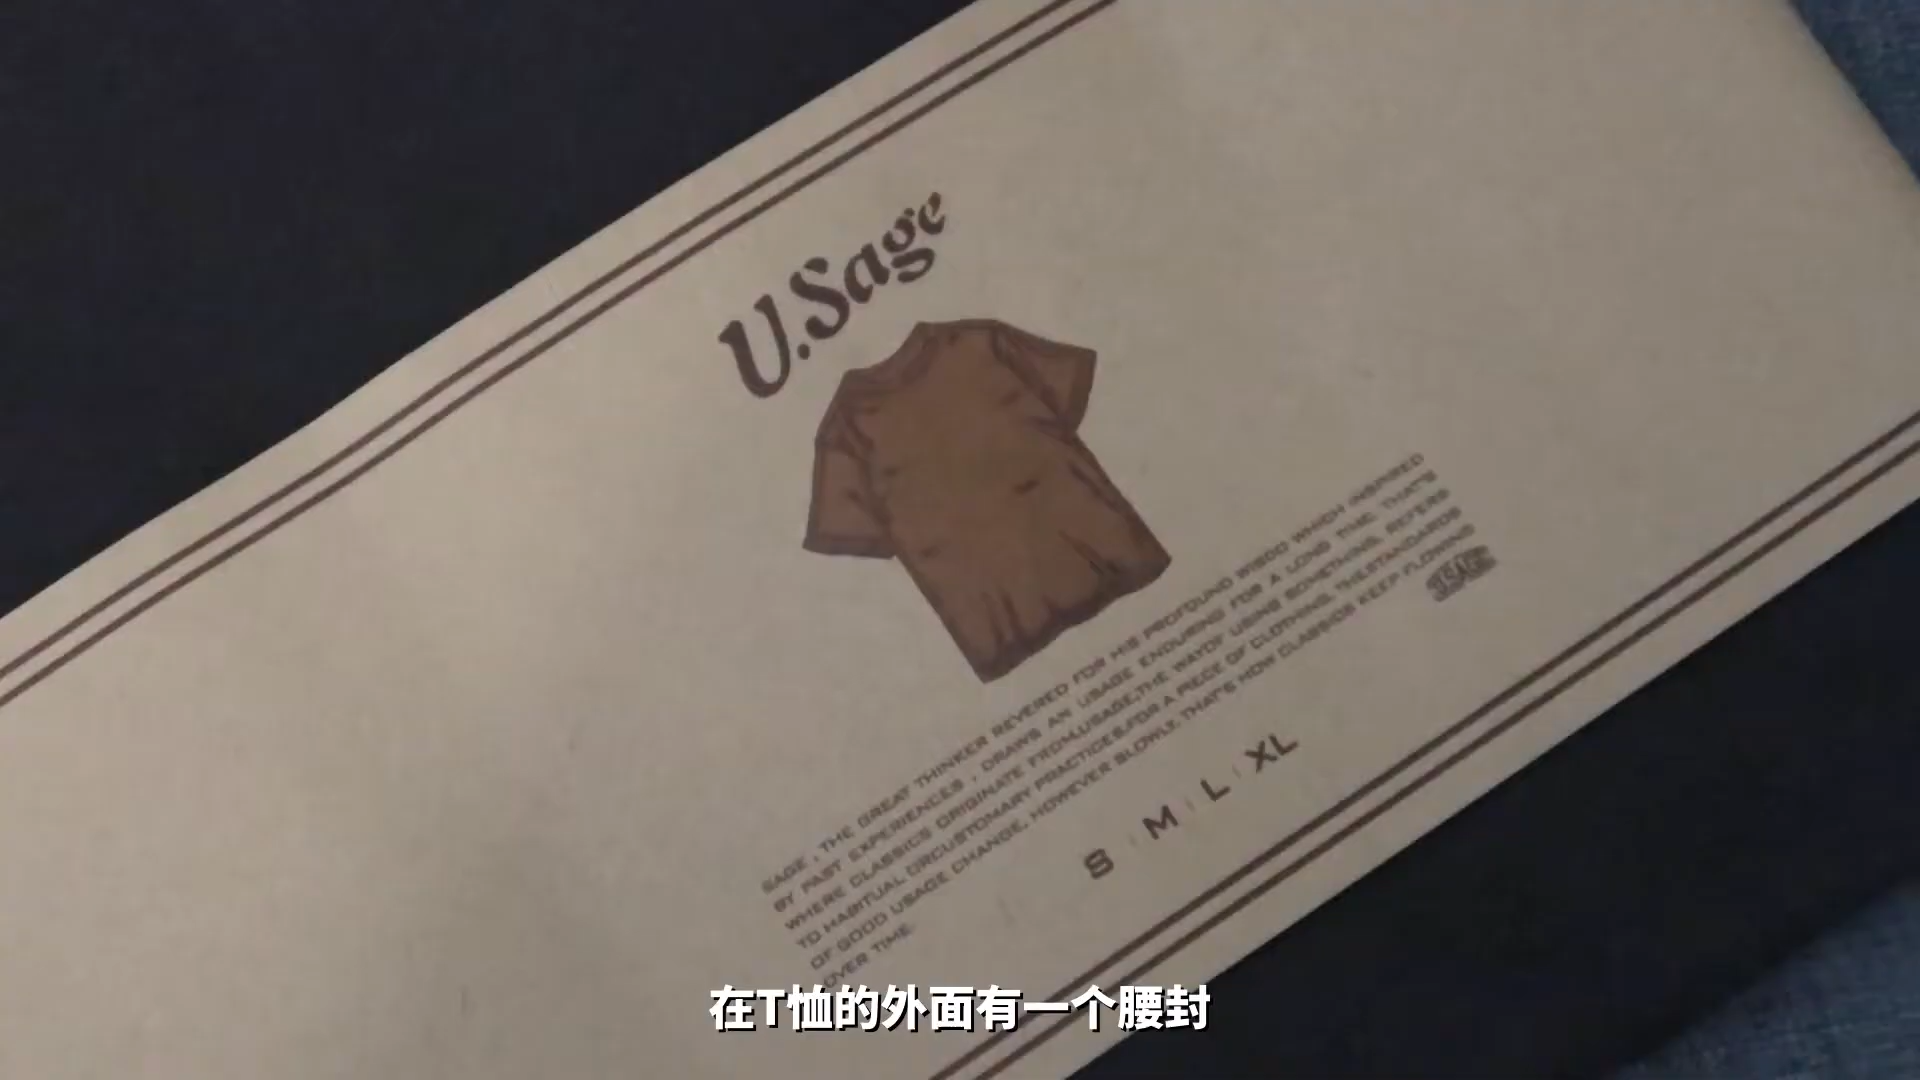 U.Sage
SAGE , THE GREAT THINKER REVERED FOR HIS PROFOUND WISDO WHICH INSPIRED
BY PAST EXPERIENCES , DRAWS AN USAGE ENDURING FOR A LONG TIME. THAT'S
WHERE CLASSICS ORIGINATE FROM.USAGE,THE WAYOF USING SOMETHING, REFERS
TO HABITUAL ORCUSTOMARY PRACTICES.FOR A PIECE OF CLOTHING, THESTANDARDS
OF GOOD USAGE CHANGE, HOWEVER SLOWLY. THAT'S HOW CLASSICS KEEP FLOWING
OVER TIME.
S M L XL
在T恤的外面有一个腰封